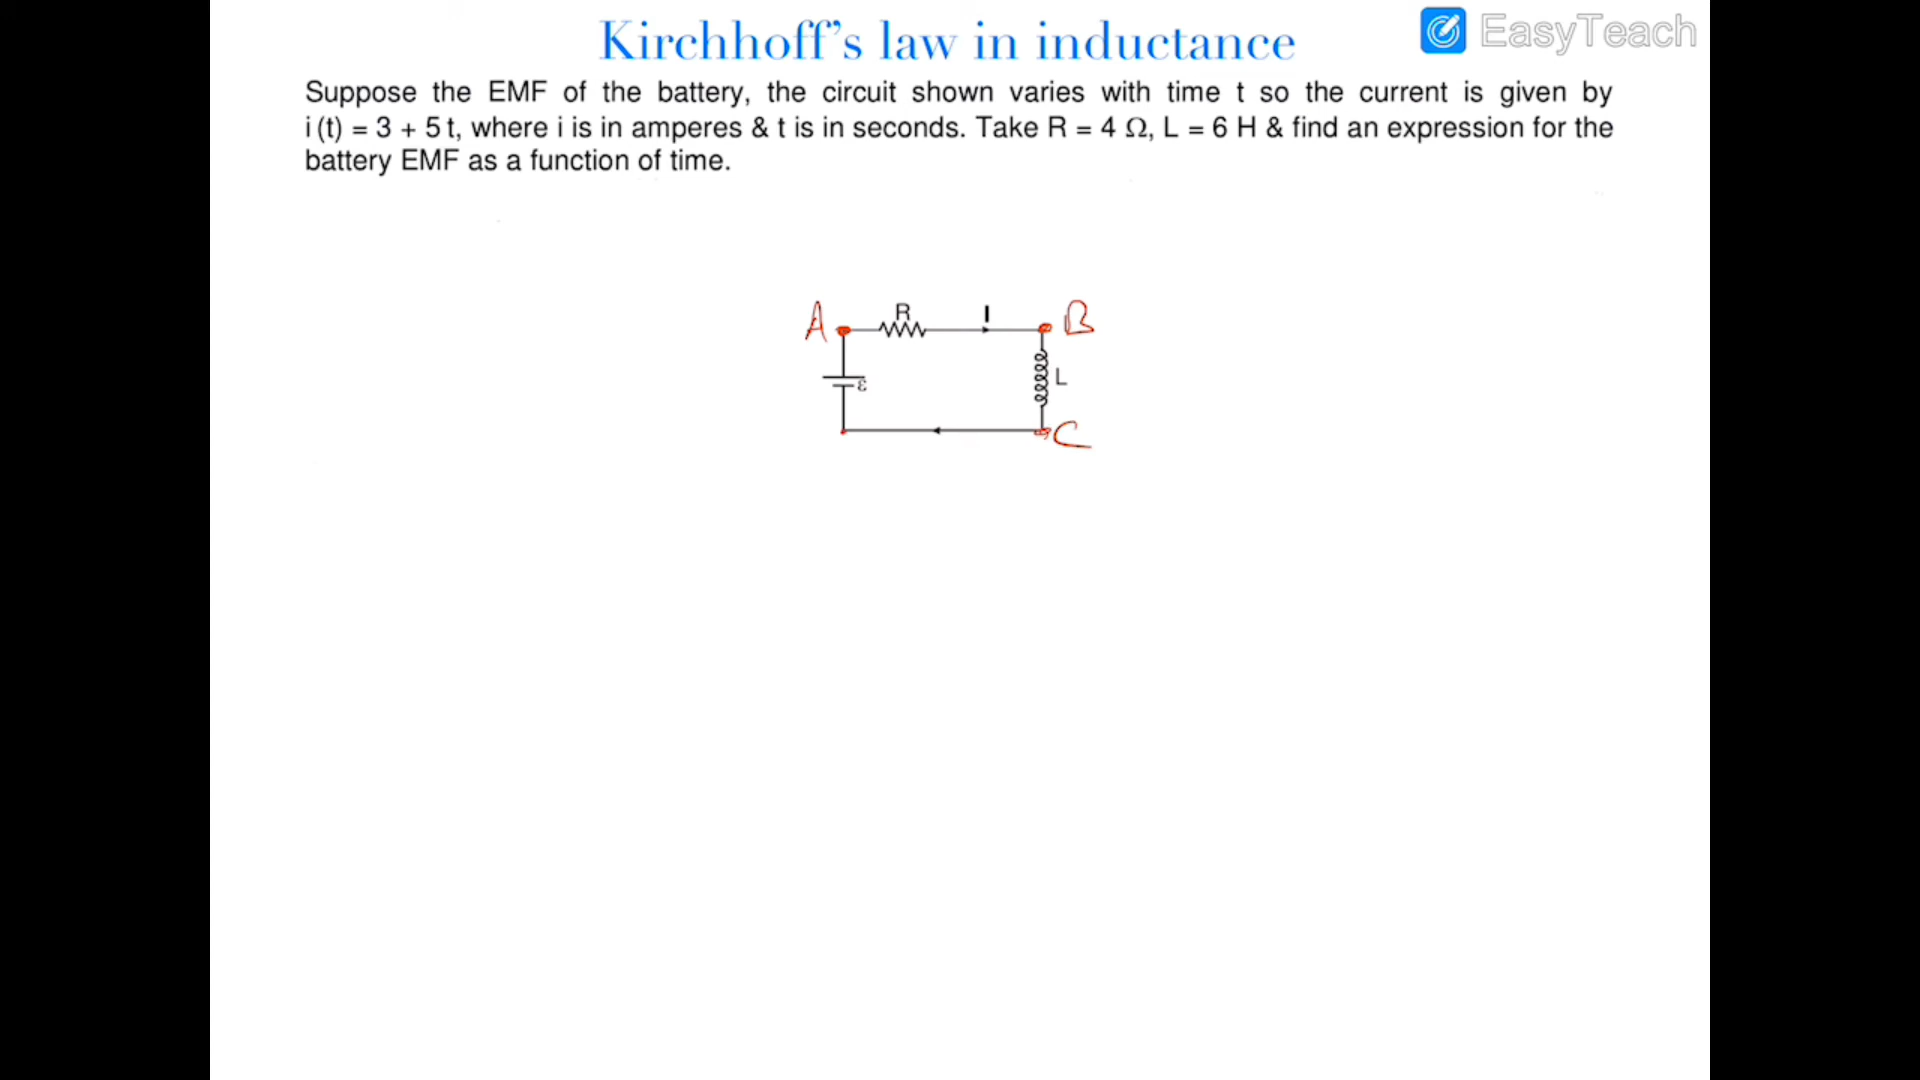 Kirchhoff's law in inductance
EasyTeach
Suppose the EMF of the battery, the circuit shown varies with time t so the current is given by
i (t) = 3 + 5 t, where i is in amperes & t is in seconds. Take R = 4 Ω, L = 6 H & find an expression for the
battery EMF as a function of time.
A R I B
ε L
C